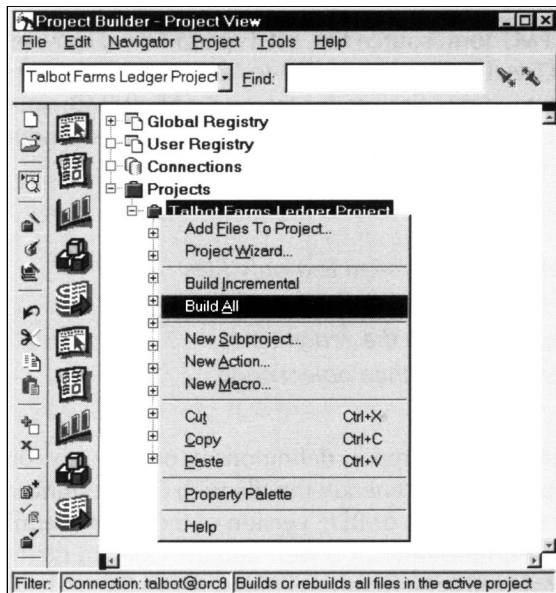 Project Builder - Project View
File Edit Navigator Project Tools Help
Talbot Farms Ledger Project Find:
Global Registry
User Registry
Connections
Projects
Talbot Farms Ledger Project
Add Files To Project...
Project Wizard...
Build Incremental
Build All
New Subproject...
New Action...
New Macro...
Cut Ctrl+X
Copy Ctrl+C
Paste Ctrl+V
Property Palette
Help
Filter: Connection: talbot@orc8 Builds or rebuilds all files in the active project